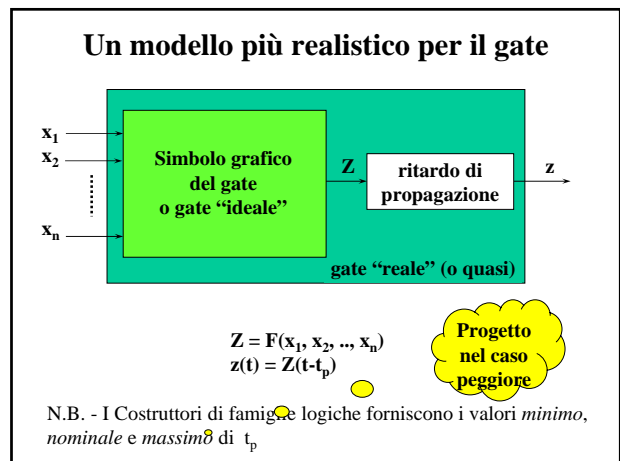 Un modello più realistico per il gate
x1
x2
xn
Simbolo grafico
del gate
o gate “ideale”
Z
ritardo di
propagazione
z
gate “reale” (o quasi)
Z = F(x1, x2, .., xn)
z(t) = Z(t-tp)
Progetto
nel caso
peggiore
N.B. - I Costruttori di famiglie logiche forniscono i valori minimo,
nominale e massimo di tp